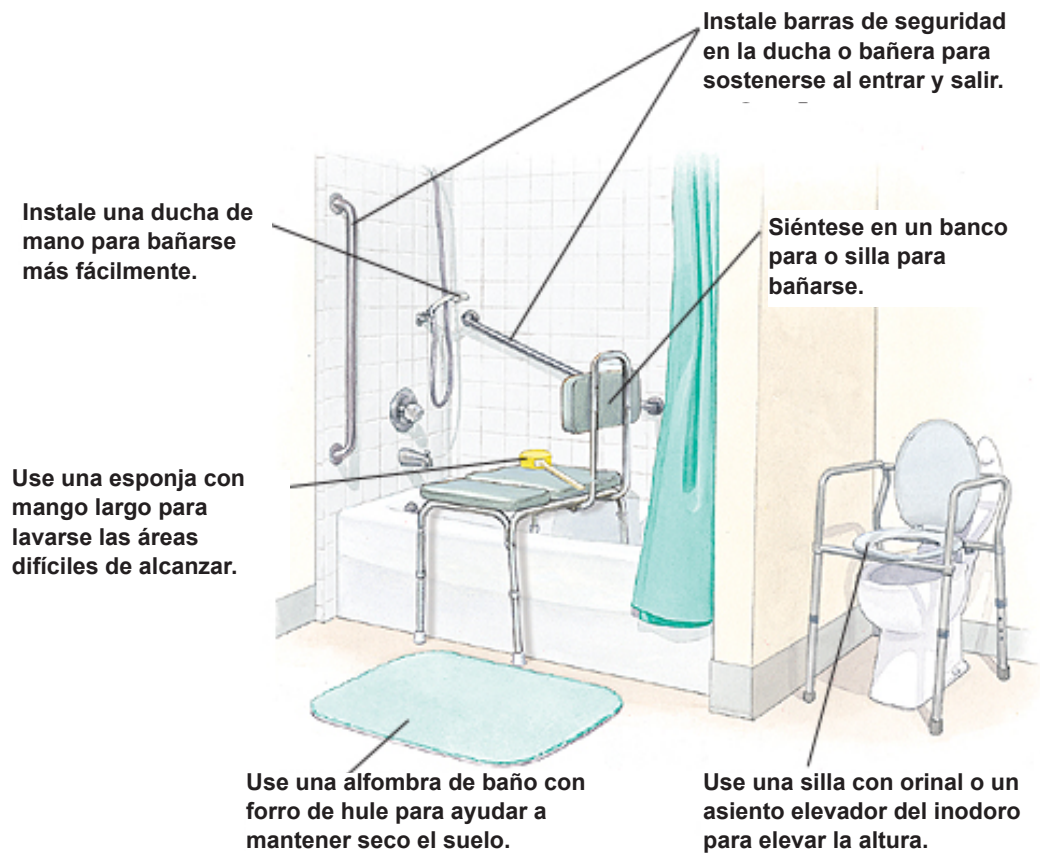 Instale barras de seguridad
en la ducha o bañera para
sostenerse al entrar y salir.
Instale una ducha de
mano para bañarse
más fácilmente.
Siéntese en un banco
para o silla para
bañarse.
Use una esponja con
mango largo para
lavarse las áreas
difíciles de alcanzar.
Use una alfombra de baño con
forro de hule para ayudar a
mantener seco el suelo.
Use una silla con orinal o un
asiento elevador del inodoro
para elevar la altura.